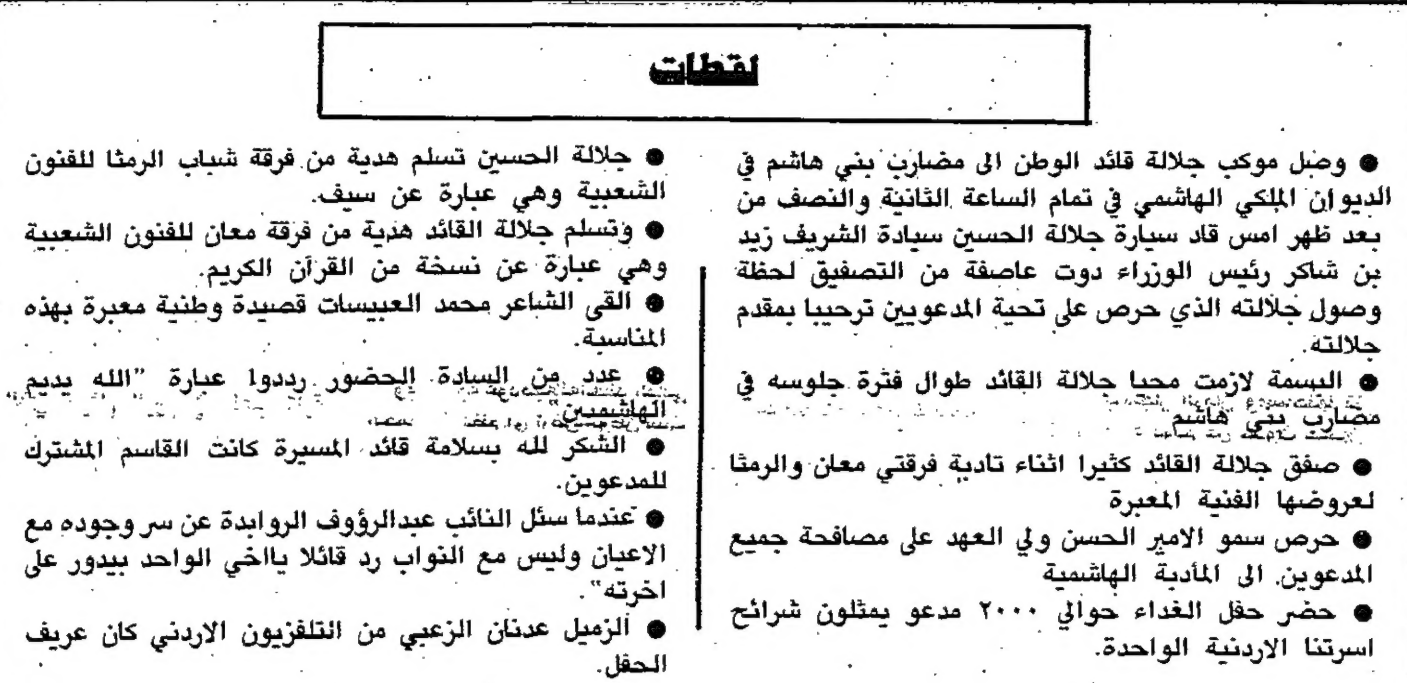 لقطات
● وصل موكب جلالة قائد الوطن الى مضارب بني هاشم في
الديوان الملكي الهاشمي في تمام الساعة الثانية والنصف من
بعد ظهر امس قاد سيارة جلالة الحسين سيادة الشريف زيد
بن شاكر رئيس الوزراء دوت عاصفة من التصفيق لحظة
وصول جلالته الذي حرص على تحية المدعويين ترحيبا بمقدم
جلالته.
● البسمة لازمت محيا جلالة القائد طوال فترة جلوسه في
مضارب بني هاشم
● صفق جلالة القائد كثيرا اثناء تادية فرقتي معان والرمثا
لعروضها الفنية المعبرة
● حرص سمو الامير الحسن ولي العهد على مصافحة جميع
المدعوين. الى المأدبة الهاشمية
● حضر حفل الغداء حوالي ٢٠٠٠ مدعو يمثلون شرائح
اسرتنا الاردنية الواحدة.
● جلالة الحسين تسلم هدية من فرقة شباب الرمثا للفنون
الشعبية وهي عبارة عن سيف.
● وتسلم جلالة القائد هدية من فرقة معان للفنون الشعبية
وهي عبارة عن نسخة من القرآن الكريم.
● القى الشاعر محمد العبيسات قصيدة وطنية معبرة بهذه
المناسبة.
● عدد من السادة الحضور رددوا عبارة "الله يديم
الهاشميين"
● الشكر لله بسلامة قائد المسيرة كانت القاسم المشترك
للمدعوين.
● عندما سئل النائب عبدالرؤوف الروابدة عن سر وجوده مع
الاعيان وليس مع النواب رد قائلا يااخي الواحد بيدور على
اخرته".
● الزميل عدنان الزعبي من التلفزيون الاردني كان عريف
الحفل.